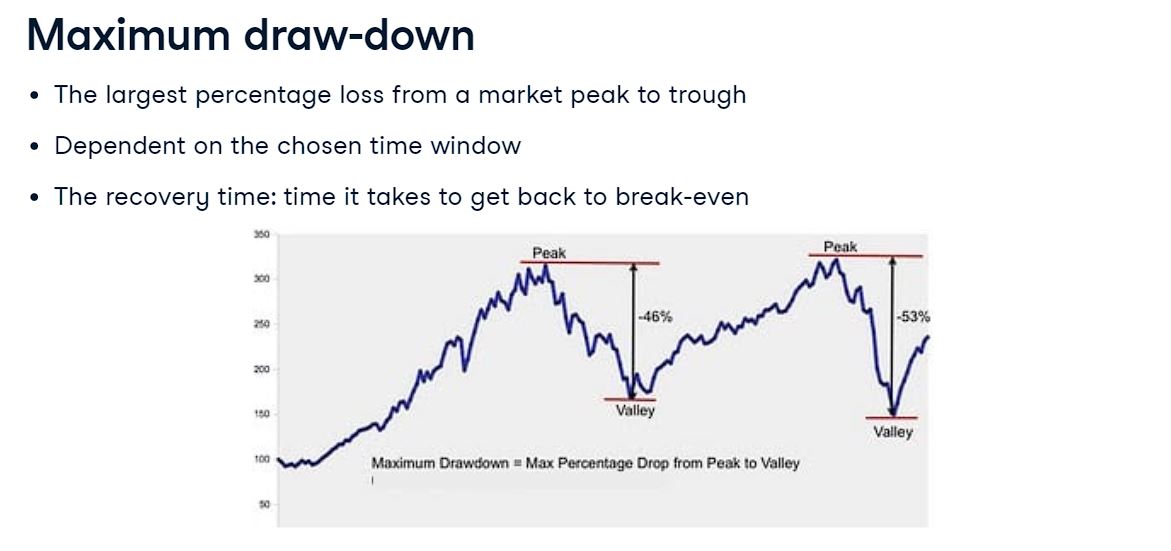 Maximum draw-down
• The largest percentage loss from a market peak to trough
• Dependent on the chosen time window
• The recovery time: time it takes to get back to break-even
350
Peak
Peak
300
-46%
-53%
250
200
150
Valley
Valley
100
Maximum Drawdown = Max Percentage Drop from Peak to Valley
50